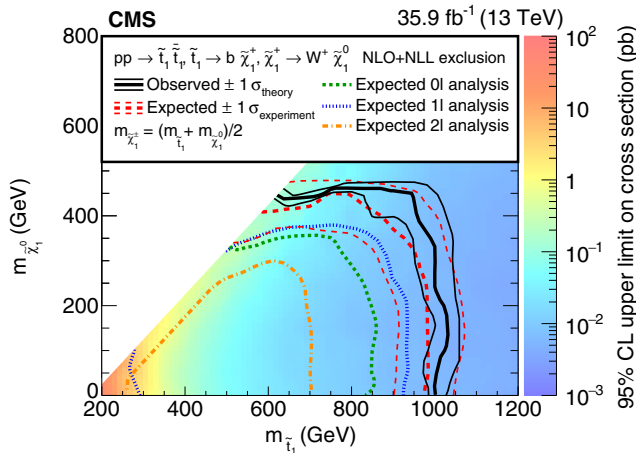 CMS 35.9 fb⁻¹ (13 TeV)
pp → t̃₁ t̃̄₁, t̃₁ → b χ̃₁⁺, χ̃₁⁺ → W⁺ χ̃₁⁰ NLO+NLL exclusion
Observed ± 1 σ_theory
Expected ± 1 σ_experiment
m_χ̃₁± = (m_t̃₁ + m_χ̃₁⁰)/2
Expected 0l analysis
Expected 1l analysis
Expected 2l analysis
m_χ̃₁⁰ (GeV)
800
600
400
200
0
200 400 600 800 1000 1200
m_t̃₁ (GeV)
10²
10
1
10⁻¹
10⁻²
10⁻³
95% CL upper limit on cross section (pb)